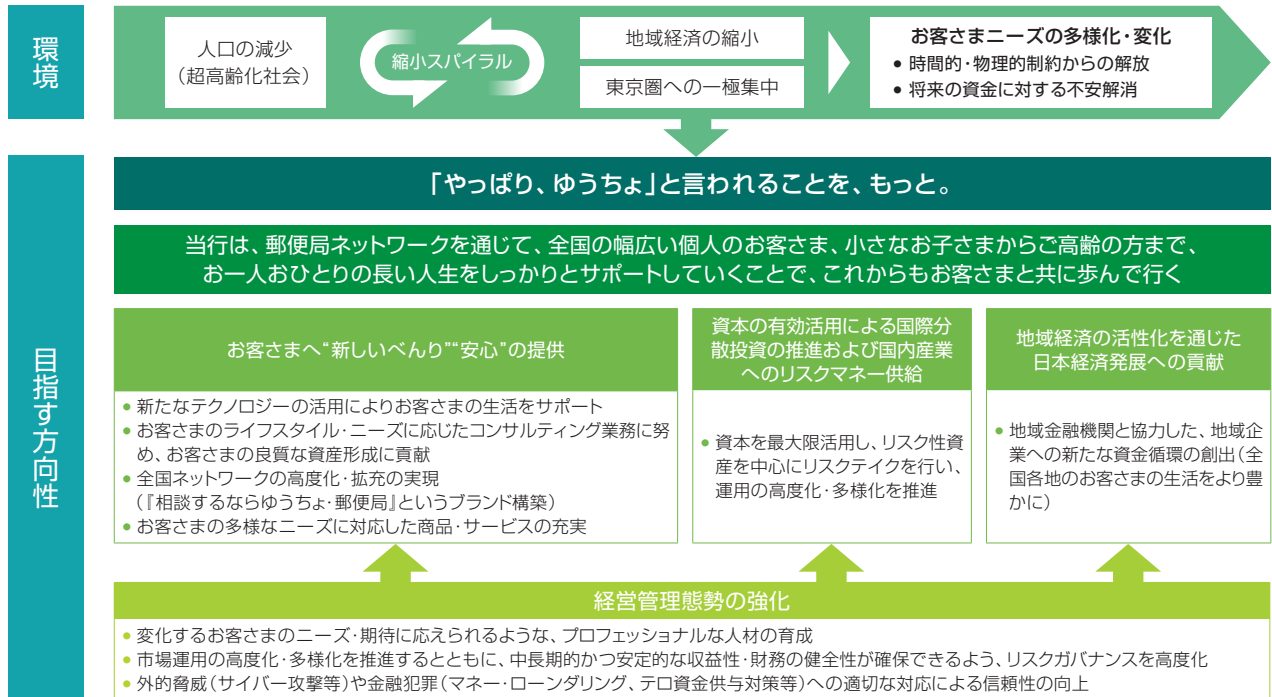 環境
人口の減少
（超高齢化社会）
縮小スパイラル
地域経済の縮小
東京圏への一極集中
お客さまニーズの多様化・変化
● 時間的・物理的制約からの解放
● 将来の資金に対する不安解消
目指す方向性
「やっぱり、ゆうちょ」と言われることを、もっと。
当行は、郵便局ネットワークを通じて、全国の幅広い個人のお客さま、小さなお子さまからご高齢の方まで、
お一人おひとりの長い人生をしっかりとサポートしていくことで、これからもお客さまと共に歩んで行く
お客さまへ“新しいべんり”“安心”の提供
● 新たなテクノロジーの活用によりお客さまの生活をサポート
● お客さまのライフスタイル・ニーズに応じたコンサルティング業務に努
め、お客さまの良質な資産形成に貢献
● 全国ネットワークの高度化・拡充の実現
（『相談するならゆうちょ・郵便局』というブランド構築）
● お客さまの多様なニーズに対応した商品・サービスの充実
資本の有効活用による国際分
散投資の推進および国内産業
へのリスクマネー供給
● 資本を最大限活用し、リスク性資
産を中心にリスクテイクを行い、
運用の高度化・多様化を推進
地域経済の活性化を通じた
日本経済発展への貢献
● 地域金融機関と協力した、地域企
業への新たな資金循環の創出（全
国各地のお客さまの生活をより豊
かに）
経営管理態勢の強化
● 変化するお客さまのニーズ・期待に応えられるような、プロフェッショナルな人材の育成
● 市場運用の高度化・多様化を推進するとともに、中長期的かつ安定的な収益性・財務の健全性が確保できるよう、リスクガバナンスを高度化
● 外的脅威（サイバー攻撃等）や金融犯罪（マネー・ローンダリング、テロ資金供与対策等）への適切な対応による信頼性の向上